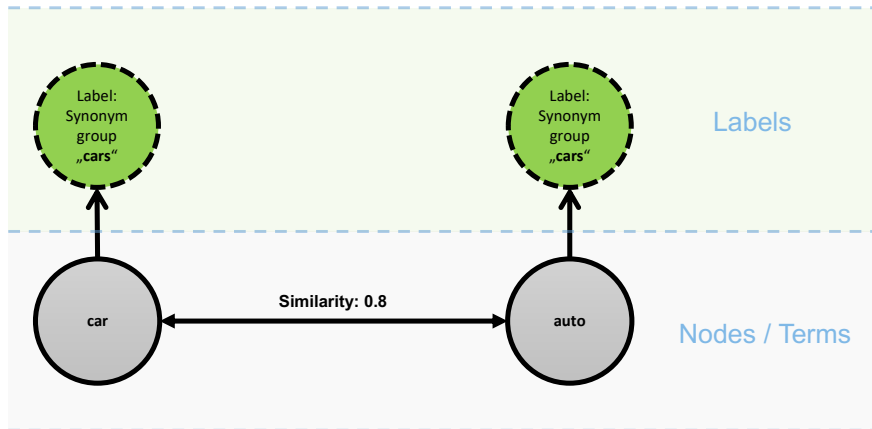 Label:
Synonym
group
„cars“
Label:
Synonym
group
„cars“
Labels
car
Similarity: 0.8
auto
Nodes / Terms